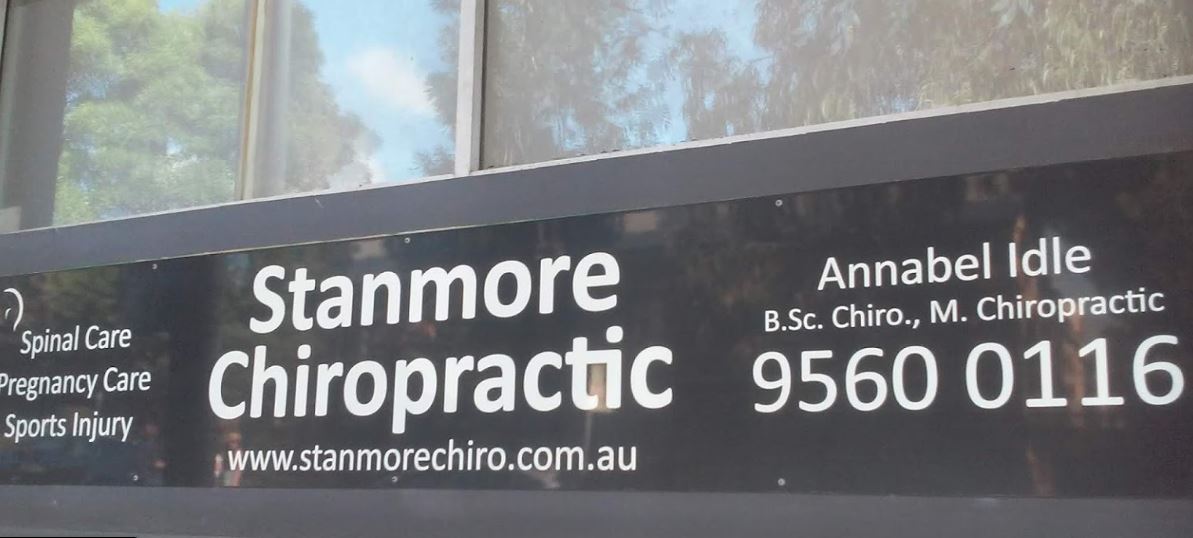 Spinal Care
Pregnancy Care
Sports Injury
Stanmore
Chiropractic
www.stanmorechiro.com.au
Annabel Idle
B.Sc. Chiro., M. Chiropractic
9560 0116